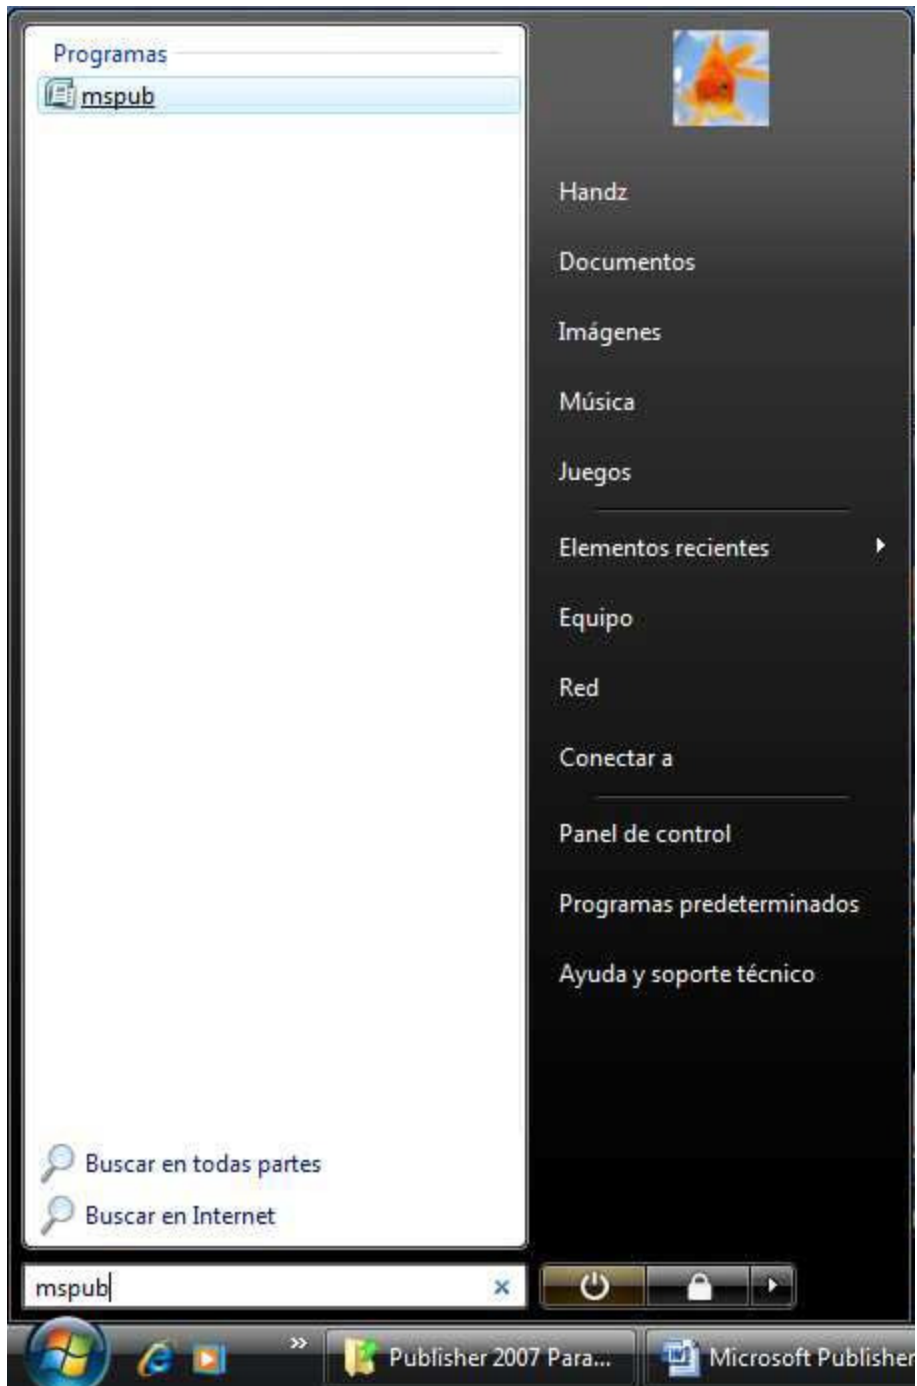 Programas
mspub
Handz
Documentos
Imágenes
Música
Juegos
Elementos recientes
Equipo
Red
Conectar a
Panel de control
Programas predeterminados
Ayuda y soporte técnico
Buscar en todas partes
Buscar en Internet
mspub
Publisher 2007 Para...
Microsoft Publisher